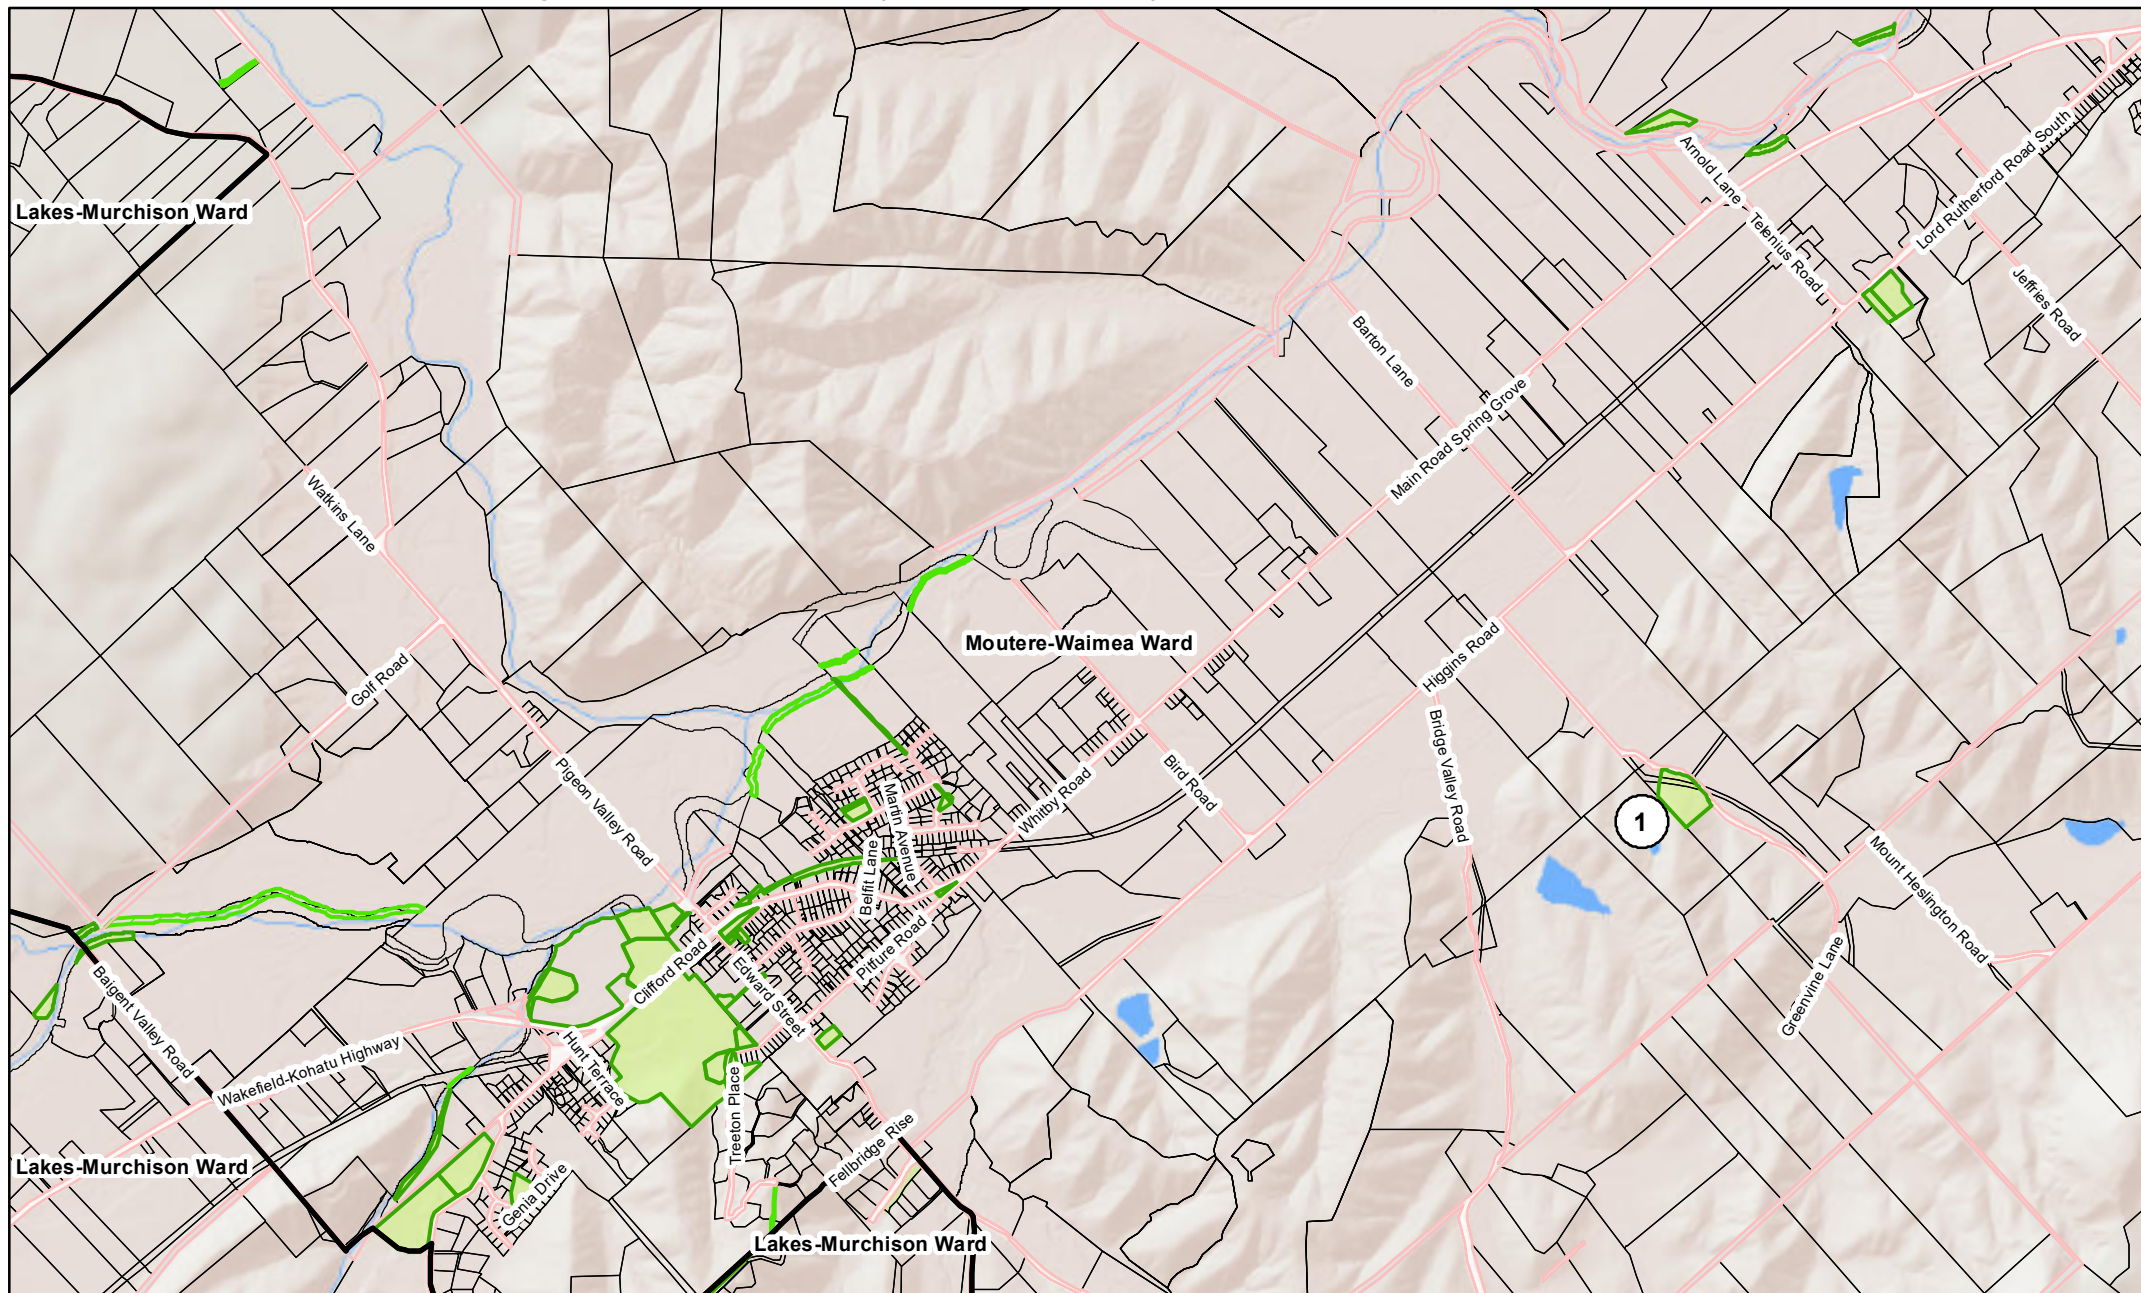 Lakes-Murchison Ward
Arnold Lane
Telenius Road
Lord Rutherford Road South
Jeffries Road
Barton Lane
Main Road Spring Grove
Watkins Lane
Golf Road
Moutere-Waimea Ward
Higgins Road
Bridge Valley Road
Bird Road
Whitby Road
Pigeon Valley Road
Martin Avenue
Belfit Lane
1
Mount Heslington Road
Greenvine Lane
Pitfure Road
Clifford Road
Edward Street
Baigent Valley Road
Wakefield-Kohatu Highway
Hunt Terrace
Treeton Place
Fellbridge Rise
Genia Drive
Lakes-Murchison Ward
Lakes-Murchison Ward